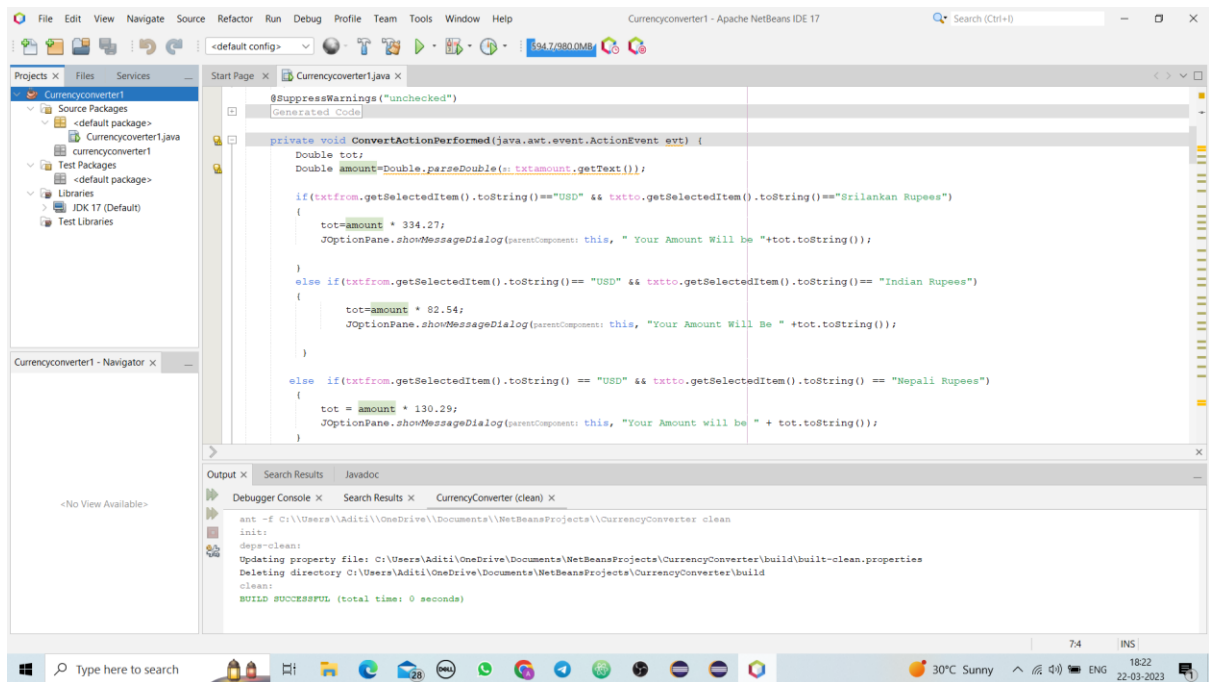 File Edit View Navigate Source Refactor Run Debug Profile Team Tools Window Help Currencyconverter1 - Apache NetBeans IDE 17 Search (Ctrl+I)
<default config> 594.7/980.0MB
Projects Files Services
Currencyconverter1
Source Packages
<default package>
Currencycoverter1.java
currencyconverter1
Test Packages
<default package>
Libraries
JDK 17 (Default)
Test Libraries
Currencyconverter1 - Navigator
<No View Available>
Start Page Currencycoverter1.java
@SuppressWarnings("unchecked")
Generated Code
private void ConvertActionPerformed(java.awt.event.ActionEvent evt) {
Double tot;
Double amount=Double.parseDouble(s: txtamount.getText());
if(txtfrom.getSelectedItem().toString()=="USD" && txtto.getSelectedItem().toString()=="Srilankan Rupees")
{
tot=amount * 334.27;
JOptionPane.showMessageDialog(parentComponent: this, " Your Amount Will be "+tot.toString());
}
else if(txtfrom.getSelectedItem().toString()== "USD" && txtto.getSelectedItem().toString()== "Indian Rupees")
{
tot=amount * 82.54;
JOptionPane.showMessageDialog(parentComponent: this, "Your Amount Will Be " +tot.toString());
}
else if(txtfrom.getSelectedItem().toString() == "USD" && txtto.getSelectedItem().toString() == "Nepali Rupees")
{
tot = amount * 130.29;
JOptionPane.showMessageDialog(parentComponent: this, "Your Amount will be " + tot.toString());
}
Output Search Results Javadoc
Debugger Console Search Results CurrencyConverter (clean)
ant -f C:\\Users\\Aditi\\OneDrive\\Documents\\NetBeansProjects\\CurrencyConverter clean
init:
deps-clean:
Updating property file: C:\Users\Aditi\OneDrive\Documents\NetBeansProjects\CurrencyConverter\build\built-clean.properties
Deleting directory C:\Users\Aditi\OneDrive\Documents\NetBeansProjects\CurrencyConverter\build
clean:
BUILD SUCCESSFUL (total time: 0 seconds)
7:4 INS
Type here to search 28 DELL 30°C Sunny ENG 18:22
22-03-2023 1